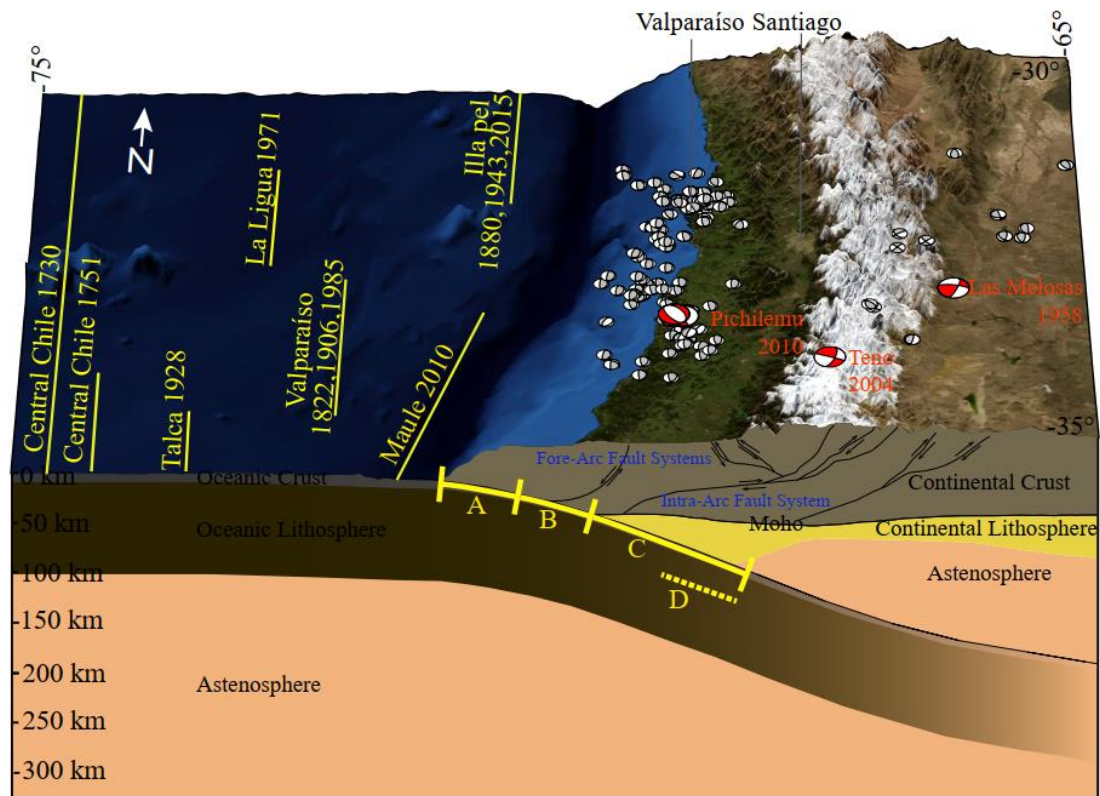 Valparaíso Santiago
-75°
-65°
-30°
N
Illa pel
1880,1943,2015
La Ligua1971
Central Chile 1730
Central Chile 1751
Talca 1928
Valparaíso
1822,1906,1985
Maule 2010
Las Melosas
1958
Pichilemu
2010
Teno
2004
-35°
-0 km
Oceanic Crust
Fore-Arc Fault Systems
Continental Crust
Intra-Arc Fault System
A
B
-50 km
Oceanic Lithosphere
Moho
Continental Lithosphere
C
-100 km
Astenosphere
D
-150 km
-200 km
Astenosphere
-250 km
-300 km